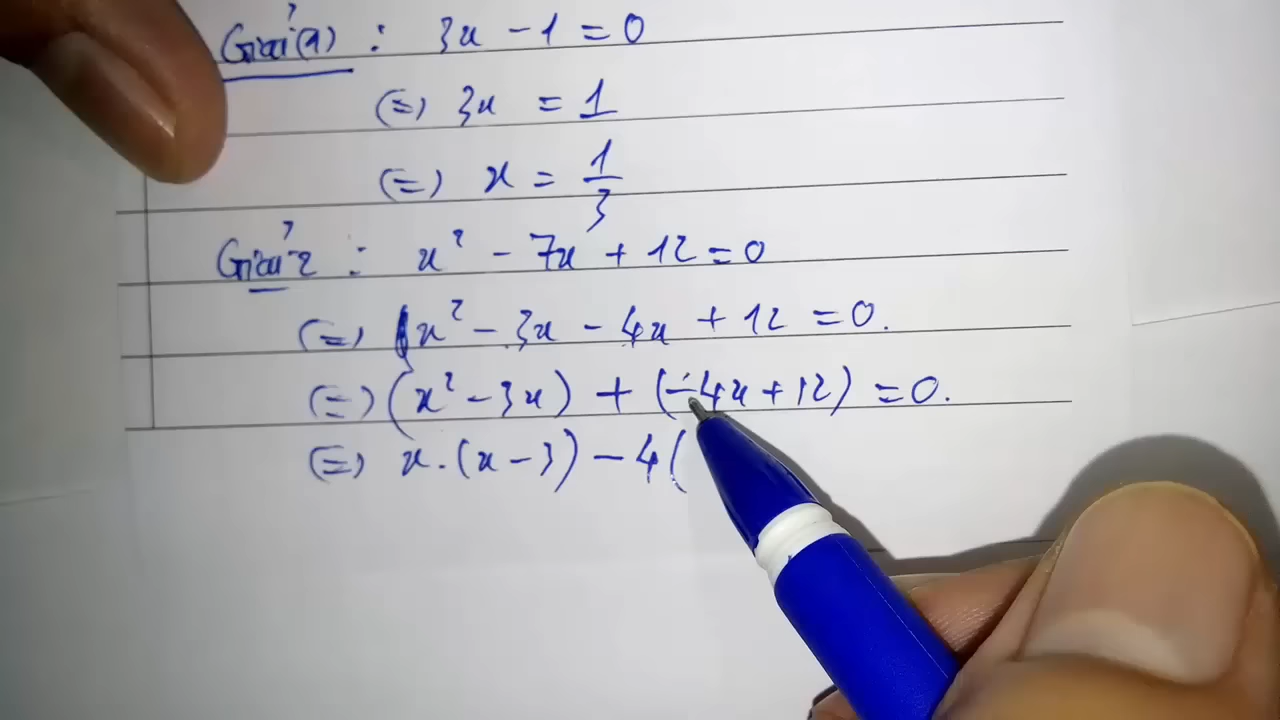 Giải(1) : 3x - 1 = 0
(=) 3x = 1
(=) x = 1/3
Giải 2 : x² - 7x + 12 = 0
(=) x² - 3x - 4x + 12 = 0.
(=) (x² - 3x) + (-4x + 12) = 0.
(=) x.(x - 3) - 4(